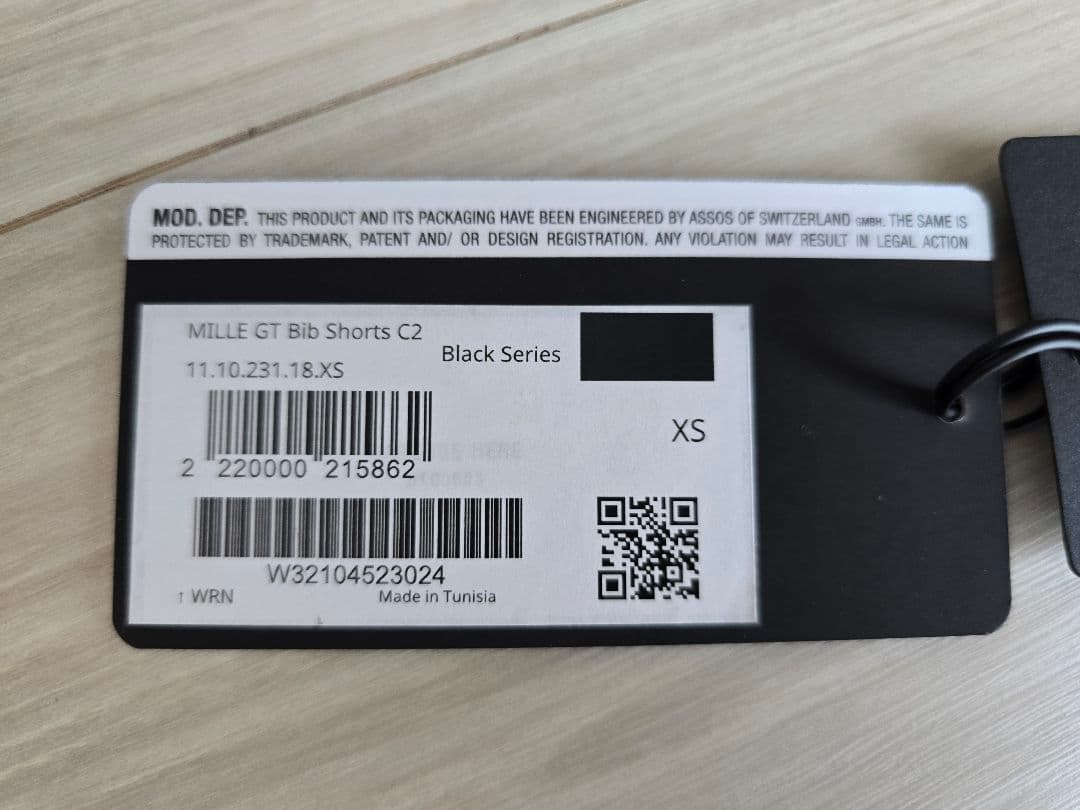 MOD. DEP. THIS PRODUCT AND ITS PACKAGING HAVE BEEN ENGINEERED BY ASSOS OF SWITZERLAND GMBH. THE SAME IS
PROTECTED BY TRADEMARK, PATENT AND/ OR DESIGN REGISTRATION. ANY VIOLATION MAY RESULT IN LEGAL ACTION
MILLE GT Bib Shorts C2
Black Series
11.10.231.18.XS
XS
2 220000 215862
W32104523024
↑ WRN
Made in Tunisia